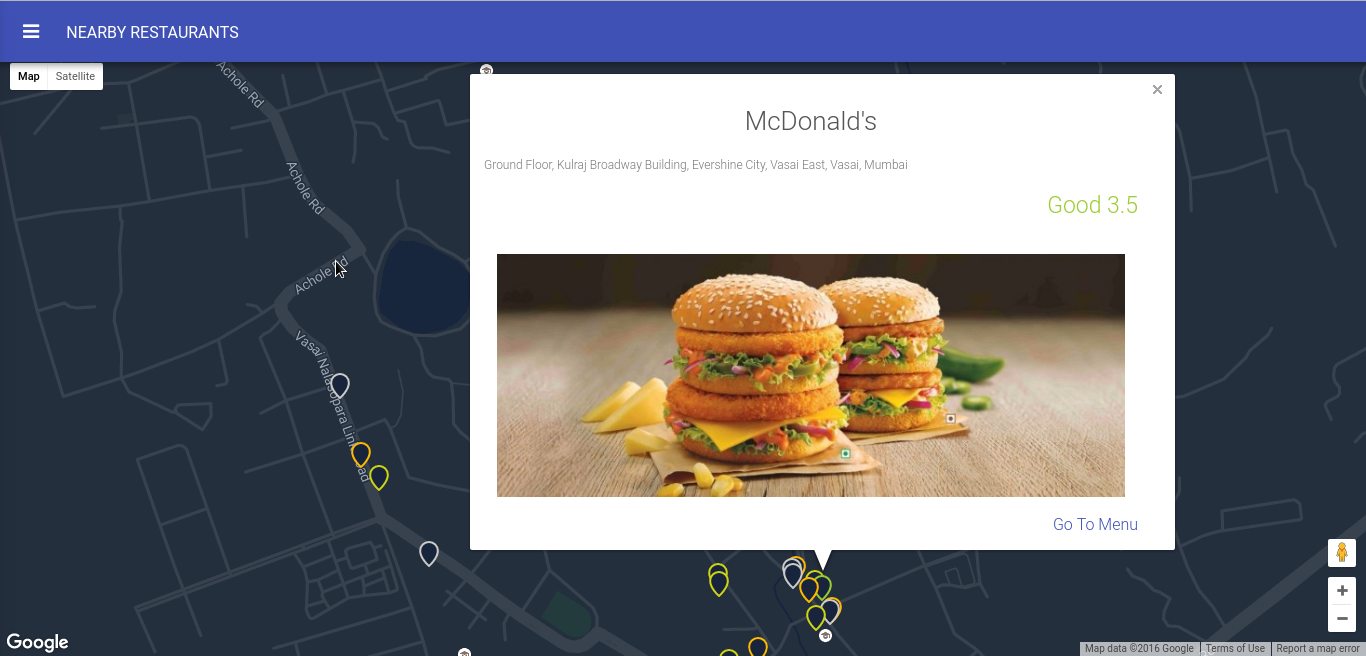 NEARBY RESTAURANTS
Map
Satellite
Achole Rd
McDonald's
Ground Floor, Kulraj Broadway Building, Evershine City, Vasai East, Vasai, Mumbai
Achole Rd
Good 3.5
Achole Rd
Vasai Nalasopara Link Road
Go To Menu
Google
Map data ©2016 Google
Terms of Use
Report a map error